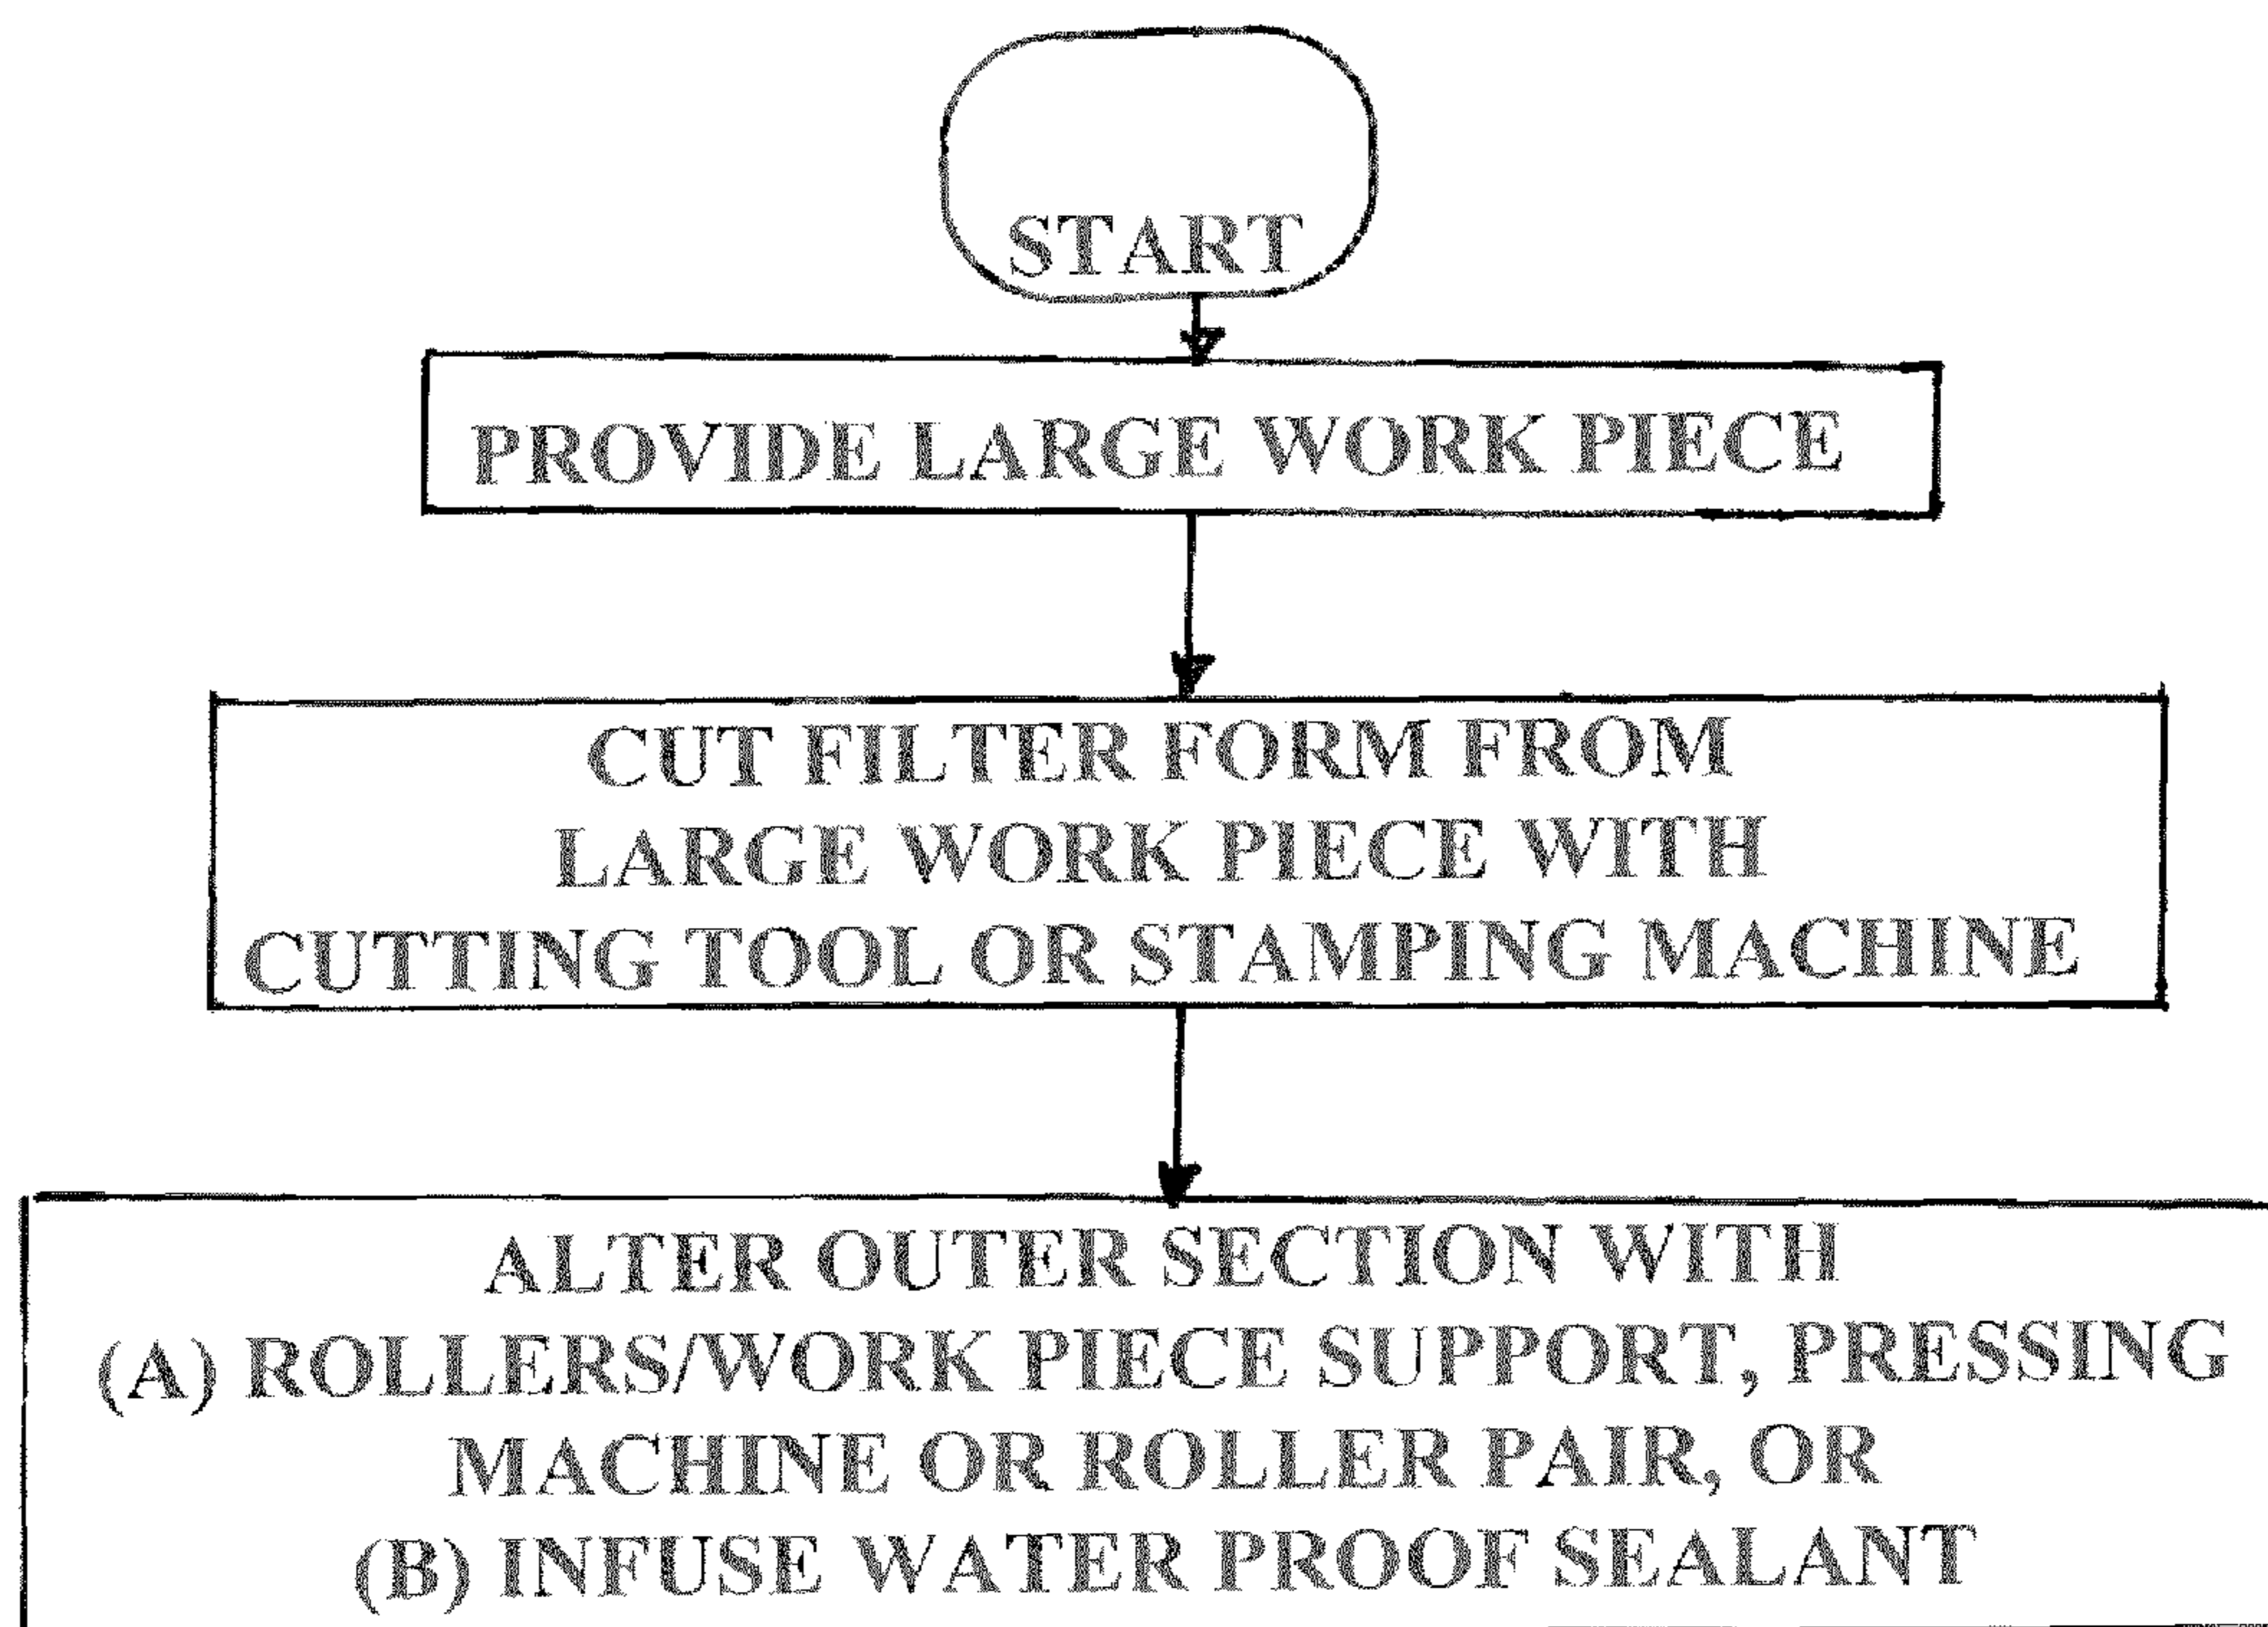 START
PROVIDE LARGE WORK PIECE
CUT FILTER FORM FROM
LARGE WORK PIECE WITH
CUTTING TOOL OR STAMPING MACHINE
ALTER OUTER SECTION WITH
(A) ROLLERS/WORK PIECE SUPPORT, PRESSING
MACHINE OR ROLLER PAIR, OR
(B) INFUSE WATER PROOF SEALANT